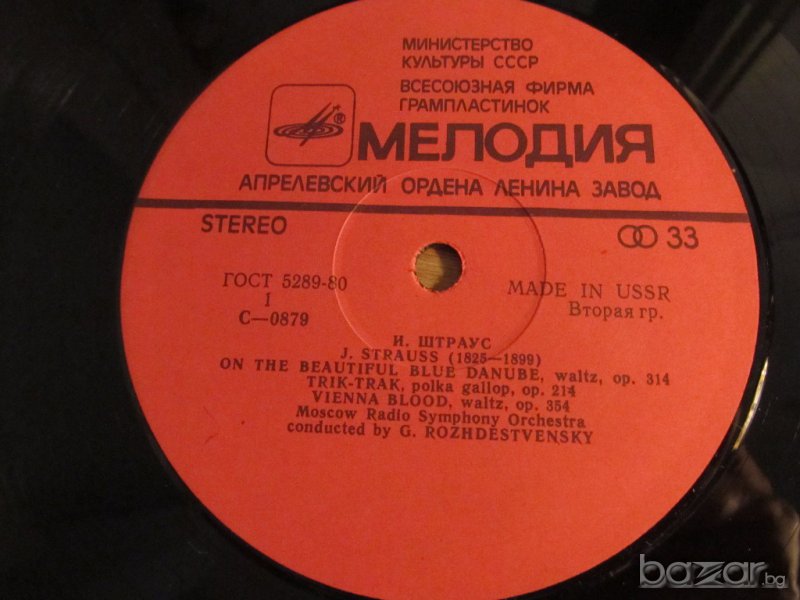 МИНИСТЕРСТВО
КУЛЬТУРЫ СССР
ВСЕСОЮЗНАЯ ФИРМА
ГРАМПЛАСТИНОК
®
МЕЛОДИЯ
АПРЕЛЕВСКИЙ ОРДЕНА ЛЕНИНА ЗАВОД
STEREO
33
ГОСТ 5289-80
1
С—0879
MADE IN USSR
Вторая гр.
И. ШТРАУС
J. STRAUSS (1825—1899)
ON THE BEAUTIFUL BLUE DANUBE, waltz, op. 314
TRIK-TRAK, polka gallop, op. 214
VIENNA BLOOD, waltz, op. 354
Moscow Radio Symphony Orchestra
conducted by G. ROZHDESTVENSKY
bazar.bg